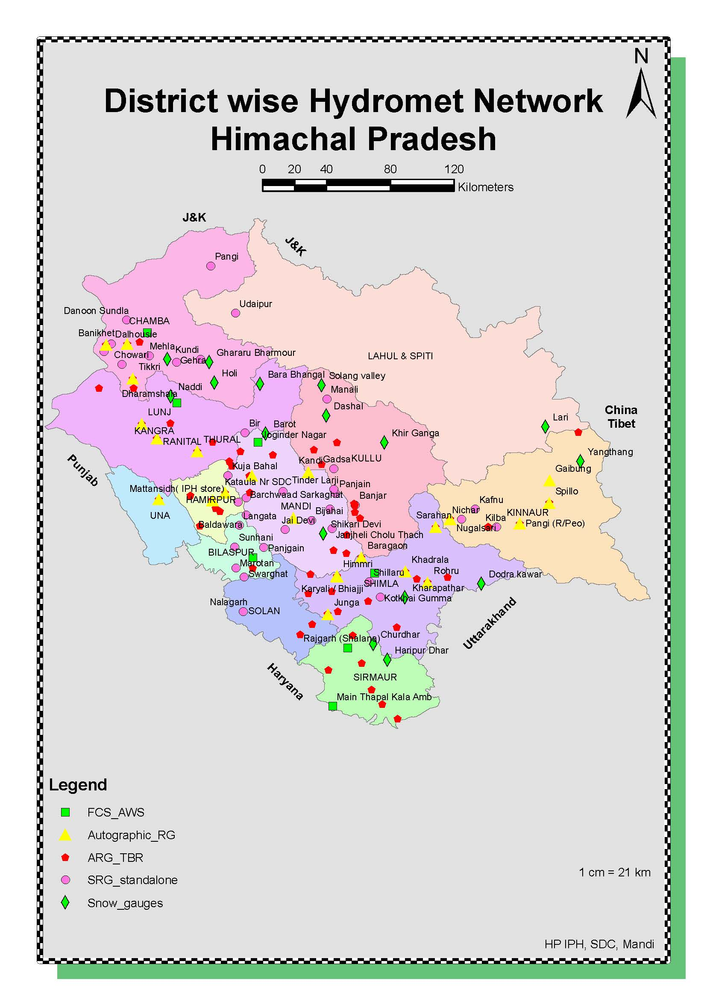 N
District wise Hydromet Network
Himachal Pradesh
0 20 40 80 120
Kilometers
J&K
J&K
Pangi
Udaipur
Danoon Sundla
CHAMBA
Banikhet
Dalhousie
Mehla
Kundi
Gharary Bharmour
Chowari
Gehra
LAHUL & SPITI
Tikkri
Holi
Bara Bhangal
Solang valley
Naddi
Manali
Dharamshala
Dashal
LUNJ
China
Tibet
Lari
Bir
Barot
KANGRA
Joginder Nagar
Khir Ganga
RANITAL
THURAL
Yangthang
Punjab
Kandi
Gadsa
KULLU
Kuja Bahal
Gaibung
Kataula Nr SDC
Tinder Larji
Mattansidh( IPH store)
Panjain
Spillo
Barchwaad Sarkaghat
Banjar
HAMIRPUR
Kafnu
MANDI
Bijahai
Nichar
KINNAUR
UNA
Langata
Sarahan
Kilba
Jai Devi
Shikari Devi
Pangi (R/Peo)
Baldawara
Nugalsari
Janjheli Cholu Thach
Sunhani
Baragaon
Panjgain
BILASPUR
Khadrala
Marotan
Himmri
Shillaru
Rohru
Swarghat
Dodra kawar
SHIMLA
Karyali / Bhiajji
Kharapathar
Kotkhai Gumma
Nalagarh
Junga
SOLAN
Uttarakhand
Churdhar
Rajgarh (Shalana)
Haripur Dhar
Haryana
SIRMAUR
Main Thapal Kala Amb
Legend
FCS_AWS
Autographic_RG
ARG_TBR
SRG_standalone
Snow_gauges
1 cm = 21 km
HP IPH, SDC, Mandi